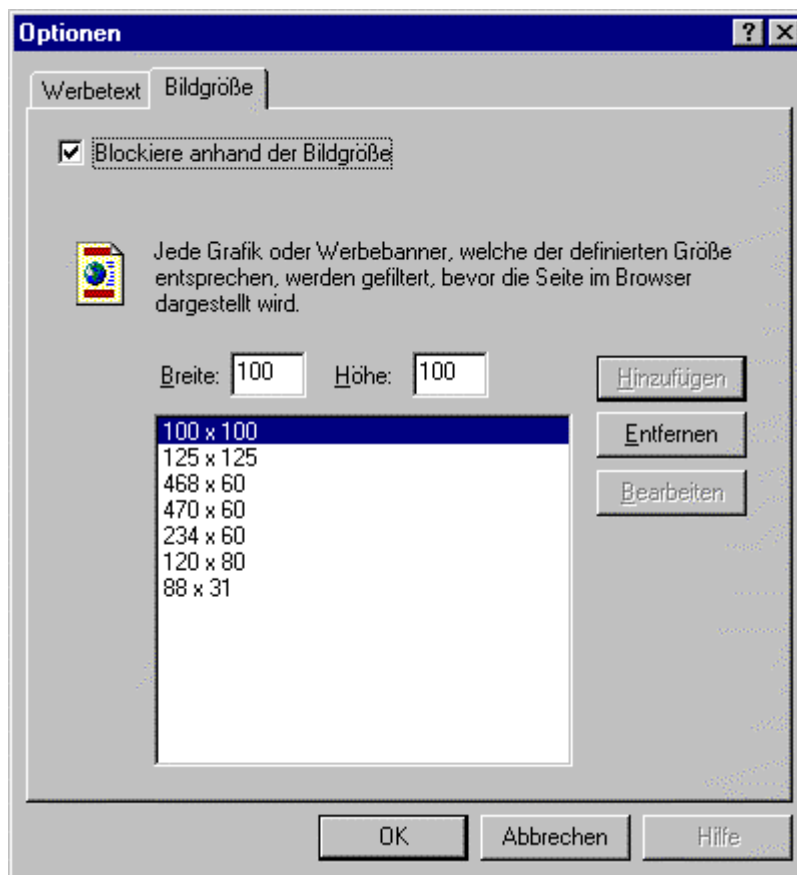 Optionen
Werbetext Bildgröße
Blockiere anhand der Bildgröße
Jede Grafik oder Werbebanner, welche der definierten Größe
entsprechen, werden gefiltert, bevor die Seite im Browser
dargestellt wird.
Breite: 100 Höhe: 100 Hinzufügen
100 x 100 Entfernen
125 x 125
468 x 60 Bearbeiten
470 x 60
234 x 60
120 x 80
88 x 31
OK Abbrechen Hilfe